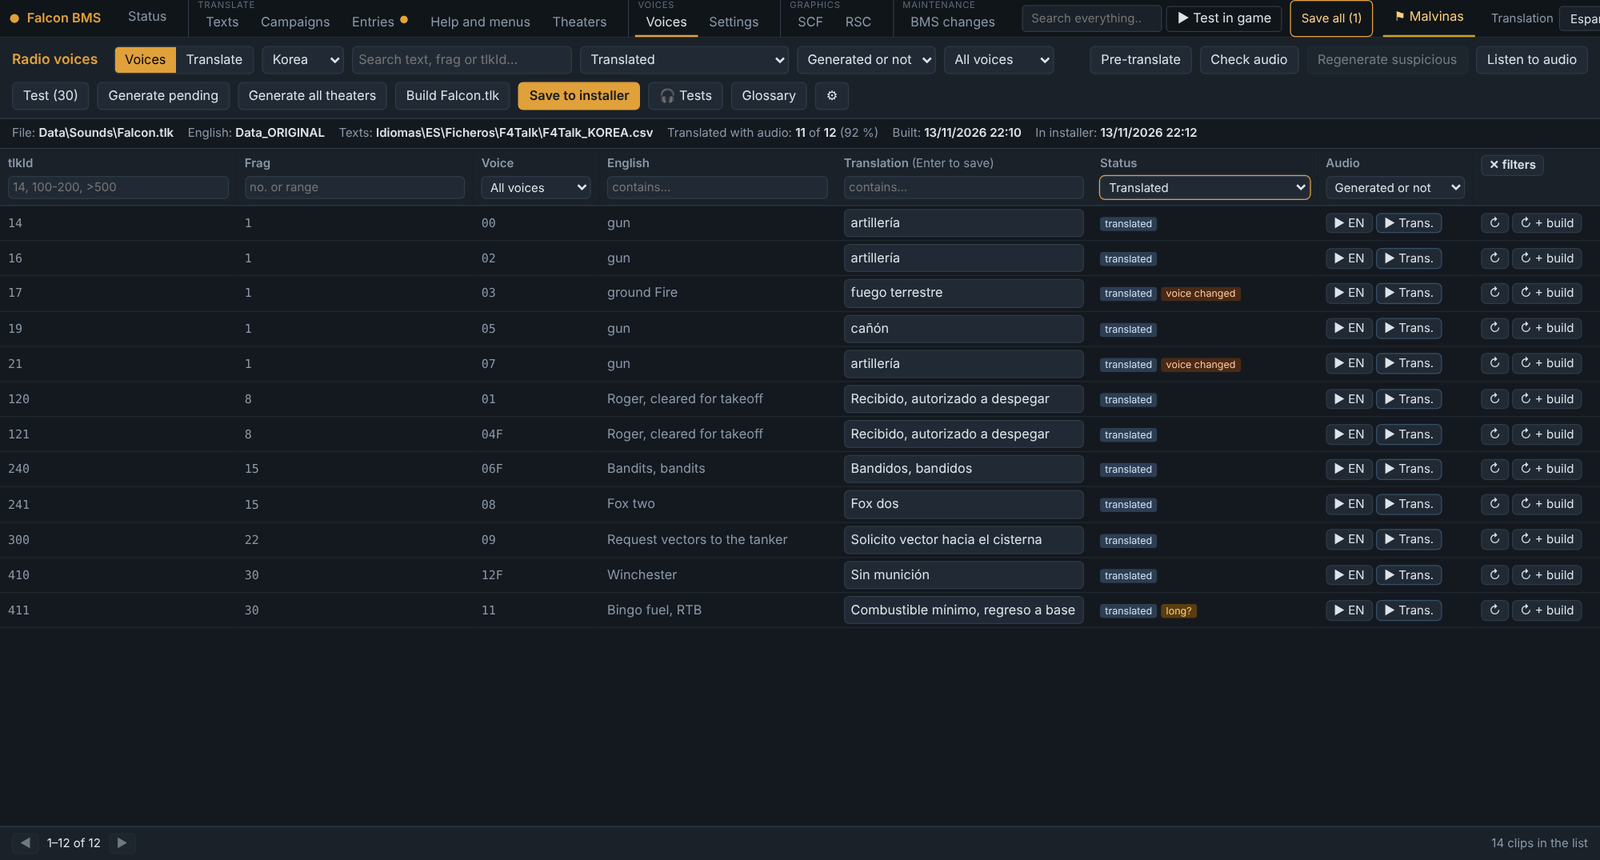 Falcon BMS
Status
TRANSLATE
Texts Campaigns Entries Help and menus Theaters
VOICES
Voices Settings
GRAPHICS
SCF RSC
MAINTENANCE
BMS changes
Search everything..
▶ Test in game
Save all (1)
⚑ Malvinas
Translation
Espa
Radio voices Voices Translate Korea Search text, frag or tlkId... Translated Generated or not All voices Pre-translate Check audio Regenerate suspicious Listen to audio
Test (30) Generate pending Generate all theaters Build Falcon.tlk Save to installer 🎧 Tests Glossary ⚙
File: Data\Sounds\Falcon.tlk English: Data_ORIGINAL Texts: Idiomas\ES\Ficheros\F4Talk\F4Talk_KOREA.csv Translated with audio: 11 of 12 (92 %) Built: 13/11/2026 22:10 In installer: 13/11/2026 22:12
tlkId Frag Voice English Translation (Enter to save) Status Audio ✕ filters
14, 100-200, >500 no. or range All voices contains... contains... Translated Generated or not
14 1 00 gun artillería translated ▶ EN ▶ Trans. ↻ ↻ + build
16 1 02 gun artillería translated ▶ EN ▶ Trans. ↻ ↻ + build
17 1 03 ground Fire fuego terrestre translated voice changed ▶ EN ▶ Trans. ↻ ↻ + build
19 1 05 gun cañón translated ▶ EN ▶ Trans. ↻ ↻ + build
21 1 07 gun artillería translated voice changed ▶ EN ▶ Trans. ↻ ↻ + build
120 8 01 Roger, cleared for takeoff Recibido, autorizado a despegar translated ▶ EN ▶ Trans. ↻ ↻ + build
121 8 04F Roger, cleared for takeoff Recibido, autorizado a despegar translated ▶ EN ▶ Trans. ↻ ↻ + build
240 15 06F Bandits, bandits Bandidos, bandidos translated ▶ EN ▶ Trans. ↻ ↻ + build
241 15 08 Fox two Fox dos translated ▶ EN ▶ Trans. ↻ ↻ + build
300 22 09 Request vectors to the tanker Solicito vector hacia el cisterna translated ▶ EN ▶ Trans. ↻ ↻ + build
410 30 12F Winchester Sin munición translated ▶ EN ▶ Trans. ↻ ↻ + build
411 30 11 Bingo fuel, RTB Combustible mínimo, regreso a base translated long? ▶ EN ▶ Trans. ↻ ↻ + build
◀ 1–12 of 12 ▶ 14 clips in the list